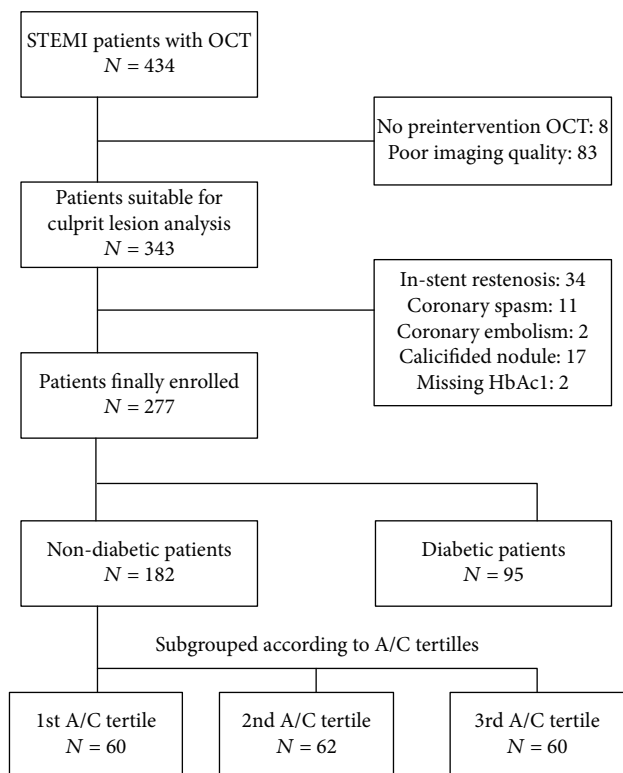 STEMI patients with OCT
N = 434
No preintervention OCT: 8
Poor imaging quality: 83
Patients suitable for
culprit lesion analysis
N = 343
In-stent restenosis: 34
Coronary spasm: 11
Coronary embolism: 2
Calicifided nodule: 17
Missing HbAc1: 2
Patients finally enrolled
N = 277
Non-diabetic patients
N = 182
Diabetic patients
N = 95
Subgrouped according to A/C tertilles
1st A/C tertile
N = 60
2nd A/C tertile
N = 62
3rd A/C tertile
N = 60